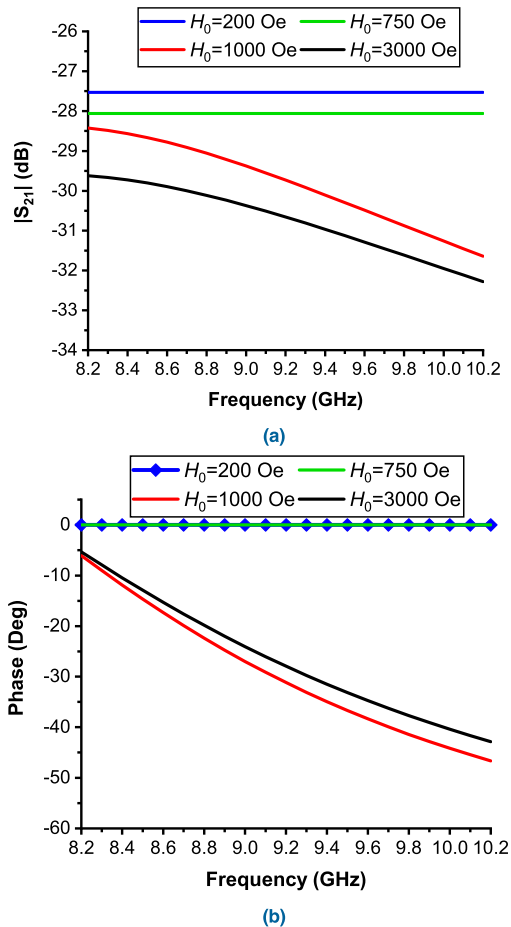 H0=200 Oe H0=750 Oe
H0=1000 Oe H0=3000 Oe
-26
-27
-28
-29
-30
-31
-32
-33
-34
|S21| (dB)
8.2 8.4 8.6 8.8 9.0 9.2 9.4 9.6 9.8 10.0 10.2
Frequency (GHz)
(a)
H0=200 Oe H0=750 Oe
H0=1000 Oe H0=3000 Oe
0
-10
-20
-30
-40
-50
-60
Phase (Deg)
8.2 8.4 8.6 8.8 9.0 9.2 9.4 9.6 9.8 10.0 10.2
Frequency (GHz)
(b)